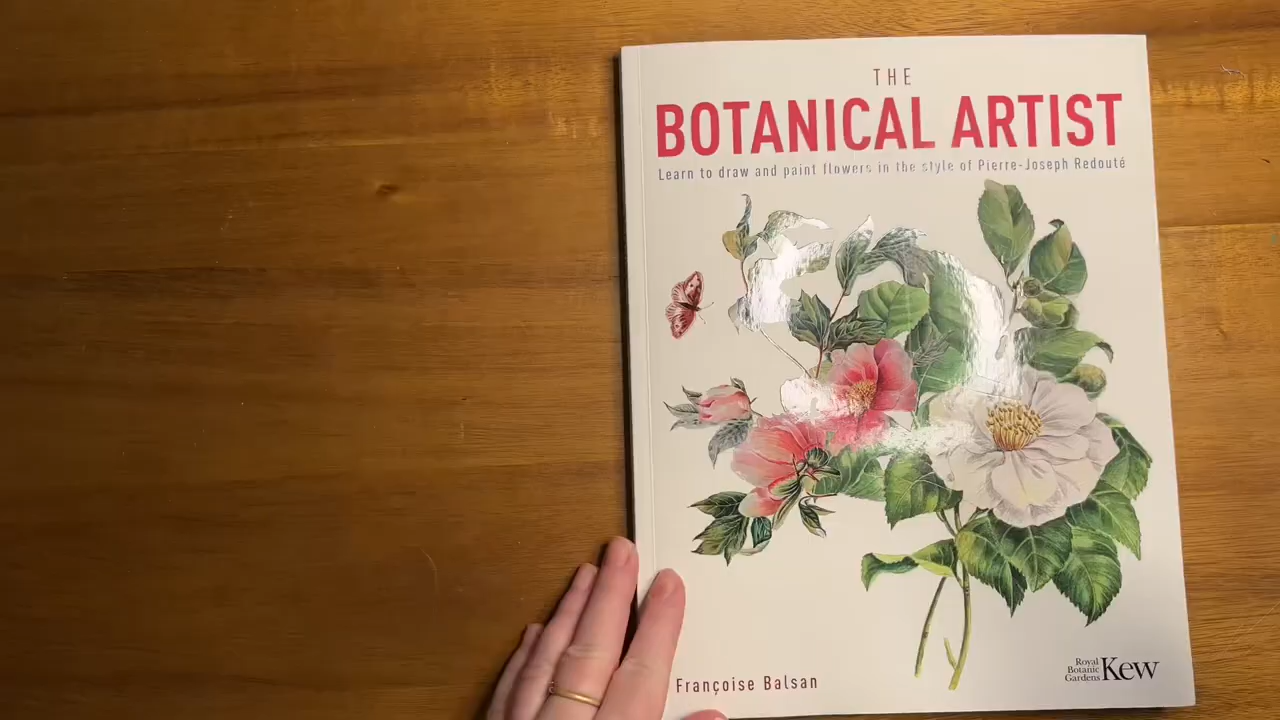 THE
BOTANICAL ARTIST
Learn to draw and paint flowers in the style of Pierre-Joseph Redouté
Françoise Balsan
Royal
Botanic
Gardens
Kew